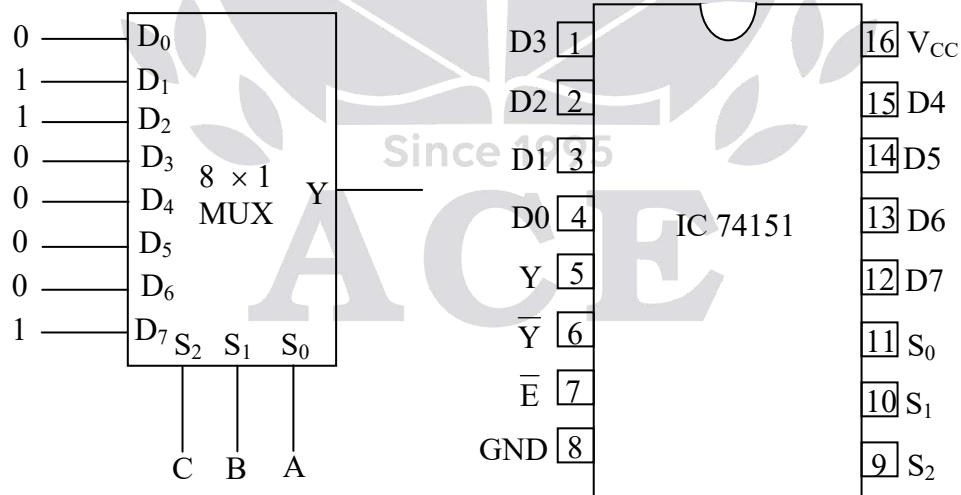 0 D₀
1 D₁
1 D₂
0 D₃
0 D₄
0 D₅
0 D₆
1 D₇
8 × 1
MUX
Y
S₂ S₁ S₀
C B A
D3 1
D2 2
D1 3
D0 4
Y 5
Y̅ 6
E̅ 7
GND 8
IC 74151
16 V_CC
15 D4
14 D5
13 D6
12 D7
11 S₀
10 S₁
9 S₂
Since 1995
ACE